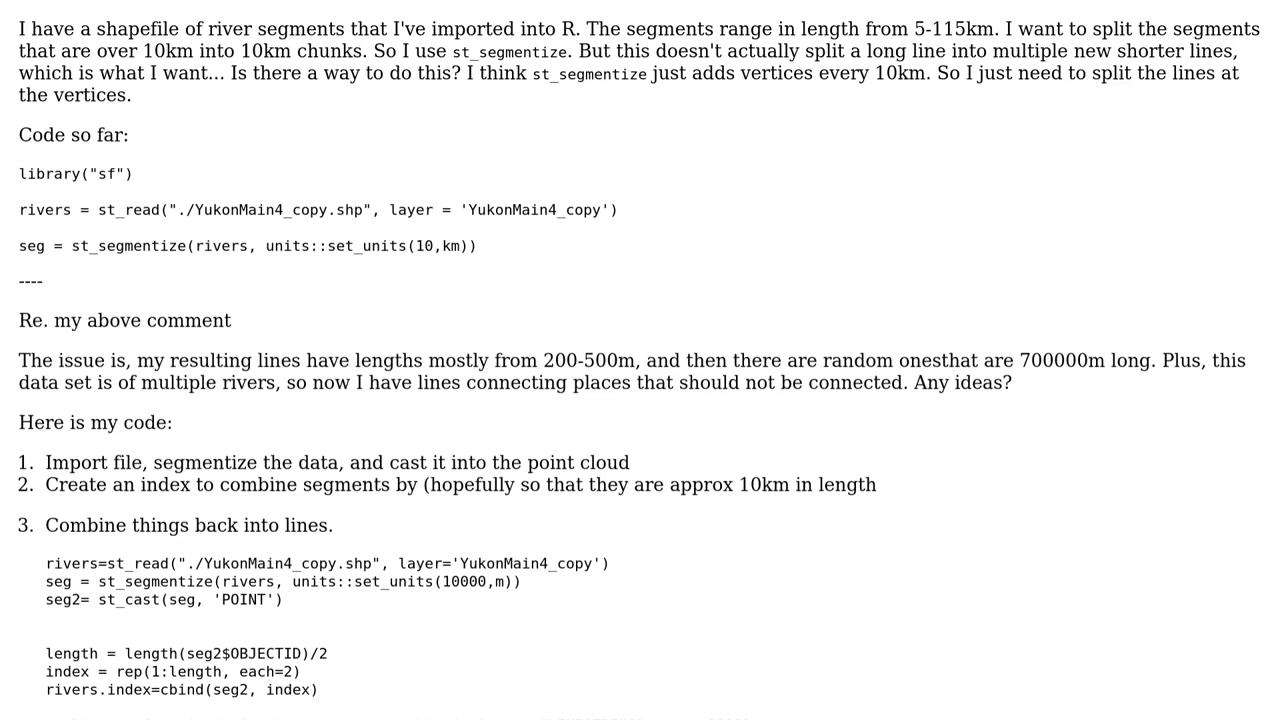 I have a shapefile of river segments that I've imported into R. The segments range in length from 5-115km. I want to split the segments
that are over 10km into 10km chunks. So I use st_segmentize. But this doesn't actually split a long line into multiple new shorter lines,
which is what I want... Is there a way to do this? I think st_segmentize just adds vertices every 10km. So I just need to split the lines at
the vertices.
Code so far:
library("sf")
rivers = st_read("./YukonMain4_copy.shp", layer = 'YukonMain4_copy')
seg = st_segmentize(rivers, units::set_units(10,km))
----
Re. my above comment
The issue is, my resulting lines have lengths mostly from 200-500m, and then there are random onesthat are 700000m long. Plus, this
data set is of multiple rivers, so now I have lines connecting places that should not be connected. Any ideas?
Here is my code:
1. Import file, segmentize the data, and cast it into the point cloud
2. Create an index to combine segments by (hopefully so that they are approx 10km in length
3. Combine things back into lines.
rivers=st_read("./YukonMain4_copy.shp", layer='YukonMain4_copy')
seg = st_segmentize(rivers, units::set_units(10000,m))
seg2= st_cast(seg, 'POINT')
length = length(seg2$OBJECTID)/2
index = rep(1:length, each=2)
rivers.index=cbind(seg2, index)